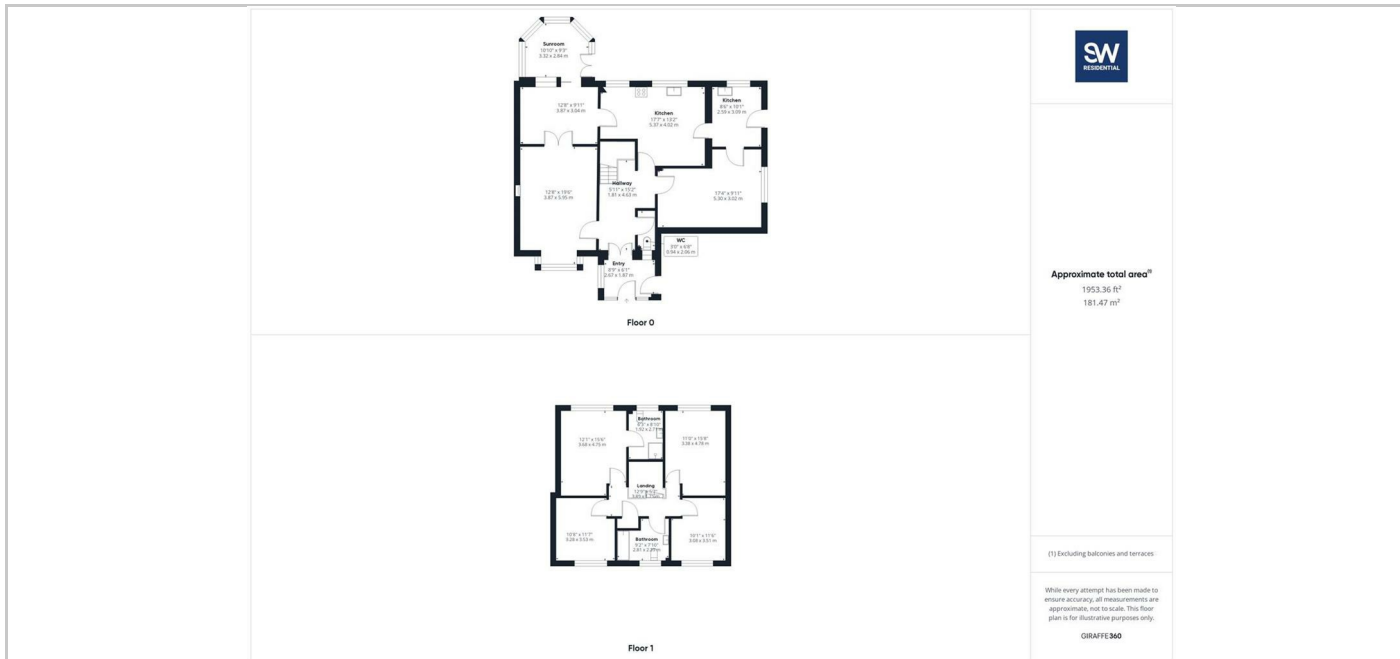 Sunroom
10'10" x 9'3"
3.32 x 2.84 m
12'8" x 9'11"
3.87 x 3.04 m
Kitchen
17'7" x 13'2"
5.37 x 4.02 m
Kitchen
8'6" x 10'1"
2.59 x 3.09 m
12'8" x 19'6"
3.87 x 5.95 m
Hallway
5'11" x 15'2"
1.81 x 4.63 m
17'4" x 9'11"
5.30 x 3.02 m
WC
3'0" x 6'8"
0.94 x 2.06 m
Entry
8'9" x 6'1"
2.67 x 1.87 m
Floor 0
SW
RESIDENTIAL
Approximate total area⁽¹⁾
1953.36 ft²
181.47 m²
12'1" x 15'6"
3.68 x 4.75 m
Bathroom
11'0" x 15'8"
3.38 x 4.78 m
Landing
10'8" x 11'7"
3.26 x 3.53 m
Bathroom
9'2" x 7'10"
10'1" x 11'6"
3.08 x 3.51 m
Floor 1
(1) Excluding balconies and terraces
While every attempt has been made to
ensure accuracy, all measurements are
approximate, not to scale. This floor
plan is for illustrative purposes only.
GIRAFFE360